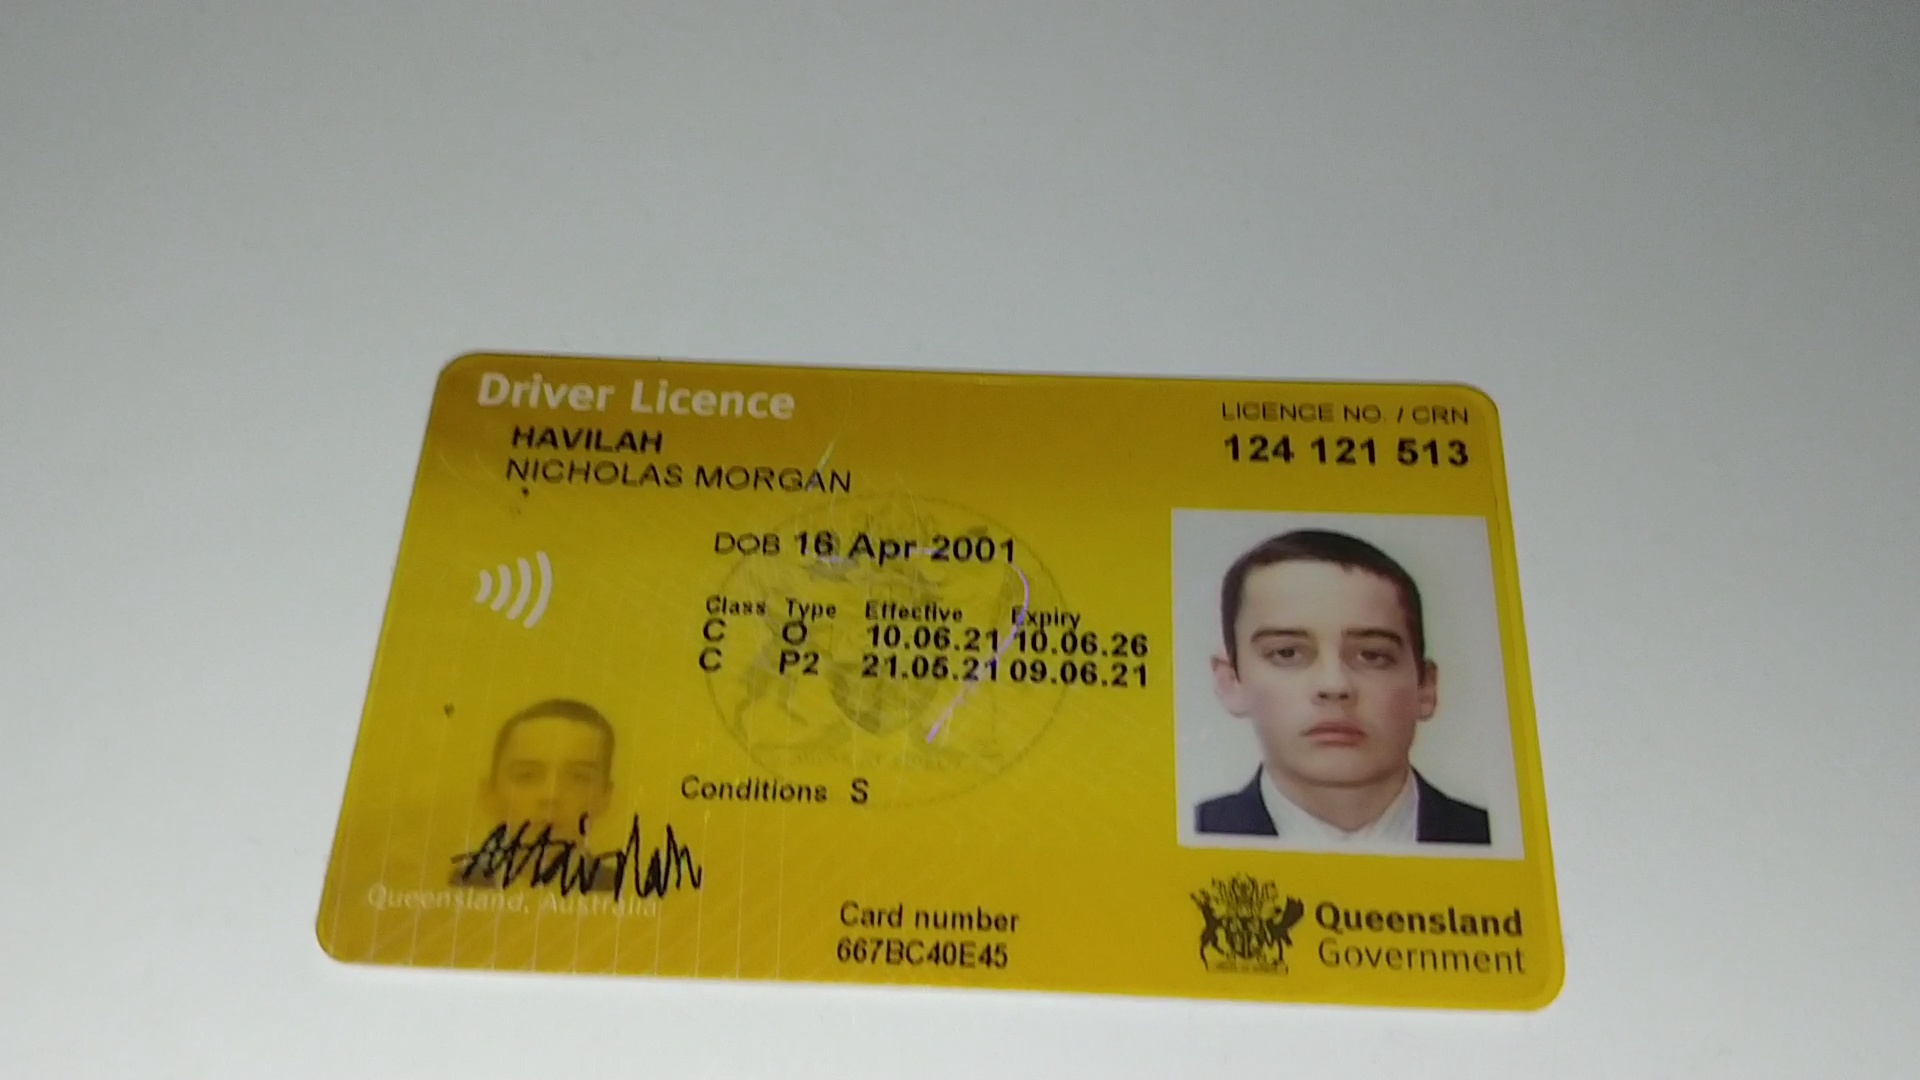 Driver Licence
LICENCE NO. / CRN
HAVILAH
124 121 513
NICHOLAS MORGAN
DOB 16 Apr 2001
Class Type Effective Expiry
C O 10.06.21 10.06.26
C P2 21.05.21 09.06.21
Conditions S
Queensland, Australia
Card number
667BC40E45
Queensland
Government